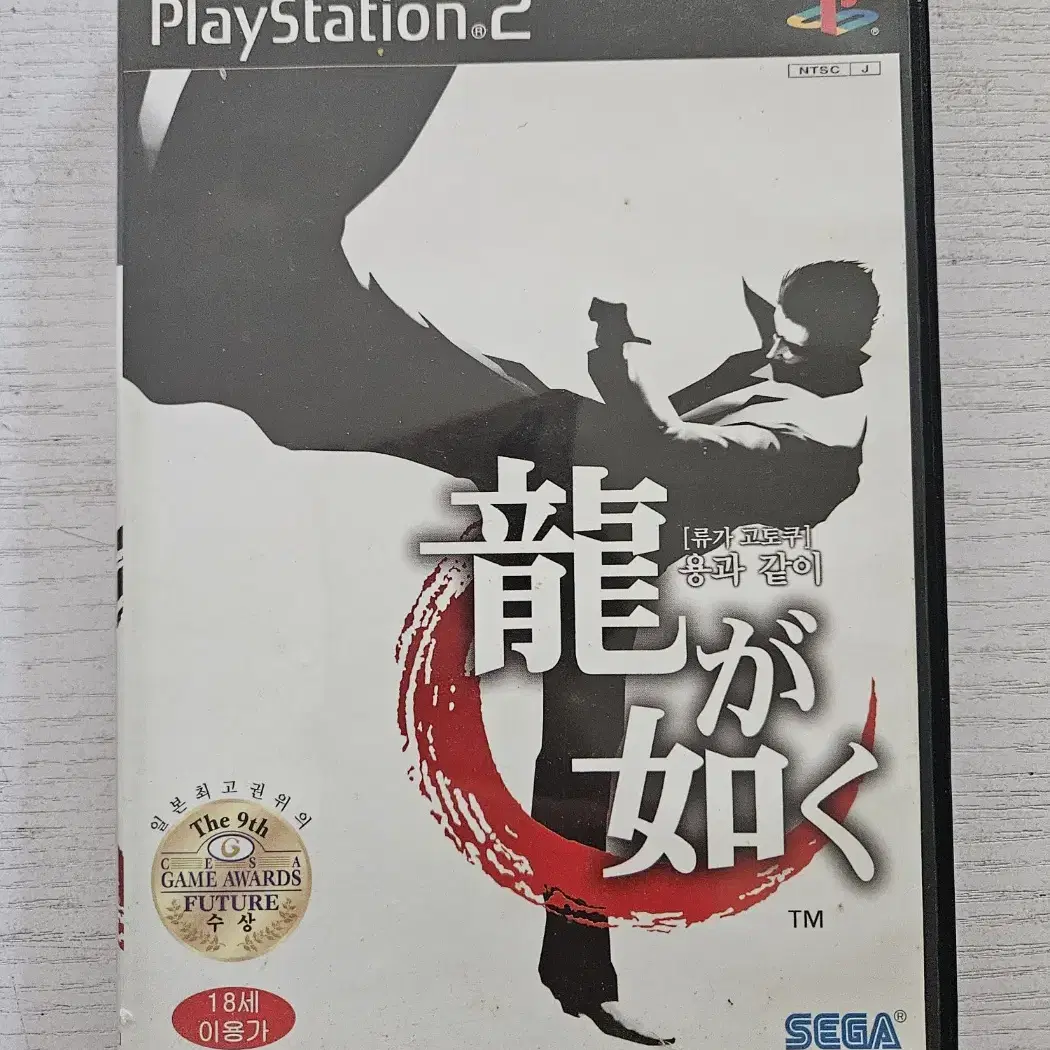 PlayStation®2
NTSC J
龍が如く
[류가 고토쿠]
용과 같이
TM
일본최고권위의
The 9th
CESA
GAME AWARDS
FUTURE
수상
18세
이용가
SEGA®